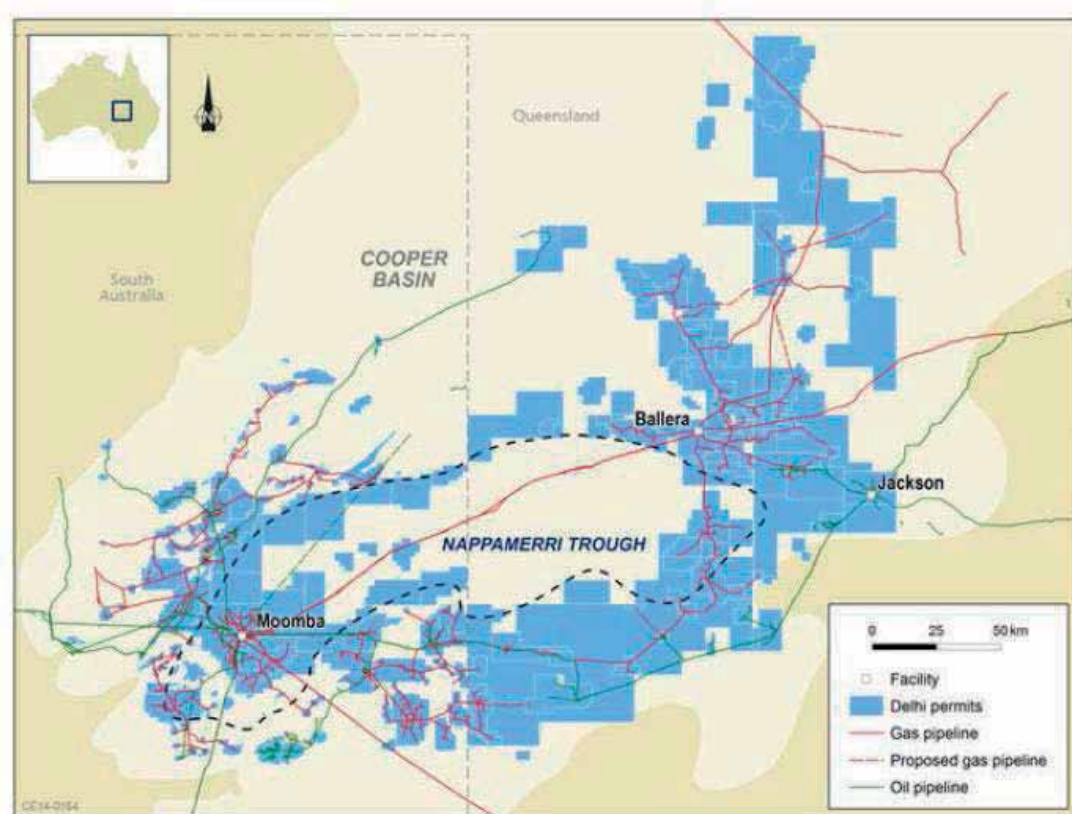 N
Queensland
COOPER
BASIN
South
Australia
Ballera
Jackson
NAPPAMERRI TROUGH
Moomba
0 25 50 km
Facility
Delhi permits
Gas pipeline
Proposed gas pipeline
Oil pipeline
CE14-0164